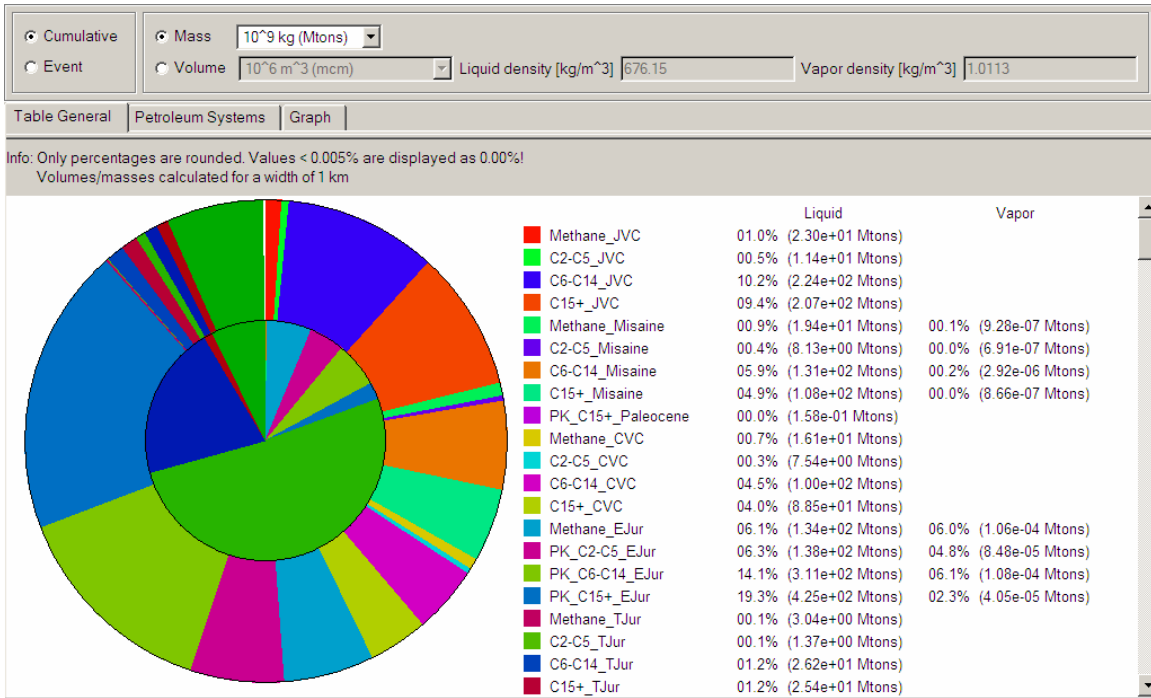 Cumulative Mass 10^9 kg (Mtons)
Event Volume 10^6 m^3 (mcm) Liquid density [kg/m^3] 676.15 Vapor density [kg/m^3] 1.0113
Table General Petroleum Systems Graph
Info: Only percentages are rounded. Values < 0.005% are displayed as 0.00%!
Volumes/masses calculated for a width of 1 km
Liquid Vapor
Methane_JVC 01.0% (2.30e+01 Mtons)
C2-C5_JVC 00.5% (1.14e+01 Mtons)
C6-C14_JVC 10.2% (2.24e+02 Mtons)
C15+_JVC 09.4% (2.07e+02 Mtons)
Methane_Misaine 00.9% (1.94e+01 Mtons) 00.1% (9.28e-07 Mtons)
C2-C5_Misaine 00.4% (8.13e+00 Mtons) 00.0% (6.91e-07 Mtons)
C6-C14_Misaine 05.9% (1.31e+02 Mtons) 00.2% (2.92e-06 Mtons)
C15+_Misaine 04.9% (1.08e+02 Mtons) 00.0% (8.66e-07 Mtons)
PK_C15+_Paleocene 00.0% (1.58e-01 Mtons)
Methane_CVC 00.7% (1.61e+01 Mtons)
C2-C5_CVC 00.3% (7.54e+00 Mtons)
C6-C14_CVC 04.5% (1.00e+02 Mtons)
C15+_CVC 04.0% (8.85e+01 Mtons)
Methane_EJur 06.1% (1.34e+02 Mtons) 06.0% (1.06e-04 Mtons)
PK_C2-C5_EJur 06.3% (1.38e+02 Mtons) 04.8% (8.48e-05 Mtons)
PK_C6-C14_EJur 14.1% (3.11e+02 Mtons) 06.1% (1.08e-04 Mtons)
PK_C15+_EJur 19.3% (4.25e+02 Mtons) 02.3% (4.05e-05 Mtons)
Methane_TJur 00.1% (3.04e+00 Mtons)
C2-C5_TJur 00.1% (1.37e+00 Mtons)
C6-C14_TJur 01.2% (2.62e+01 Mtons)
C15+_TJur 01.2% (2.54e+01 Mtons)